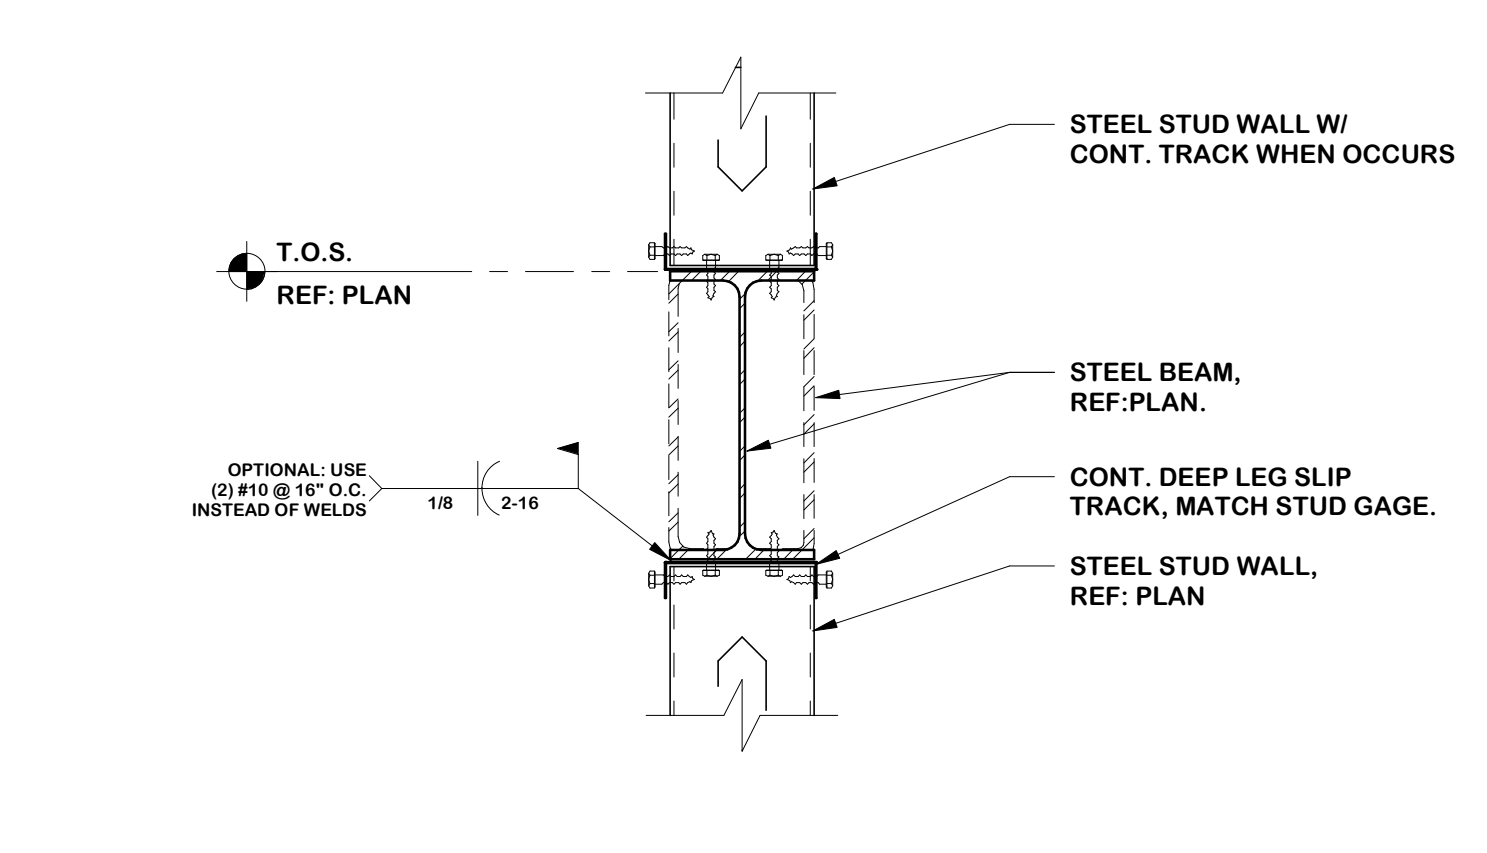 STEEL STUD WALL W/
CONT. TRACK WHEN OCCURS
T.O.S.
REF: PLAN
STEEL BEAM,
REF:PLAN.
OPTIONAL: USE
(2) #10 @ 16" O.C.
INSTEAD OF WELDS
1/8
2-16
CONT. DEEP LEG SLIP
TRACK, MATCH STUD GAGE.
STEEL STUD WALL,
REF: PLAN